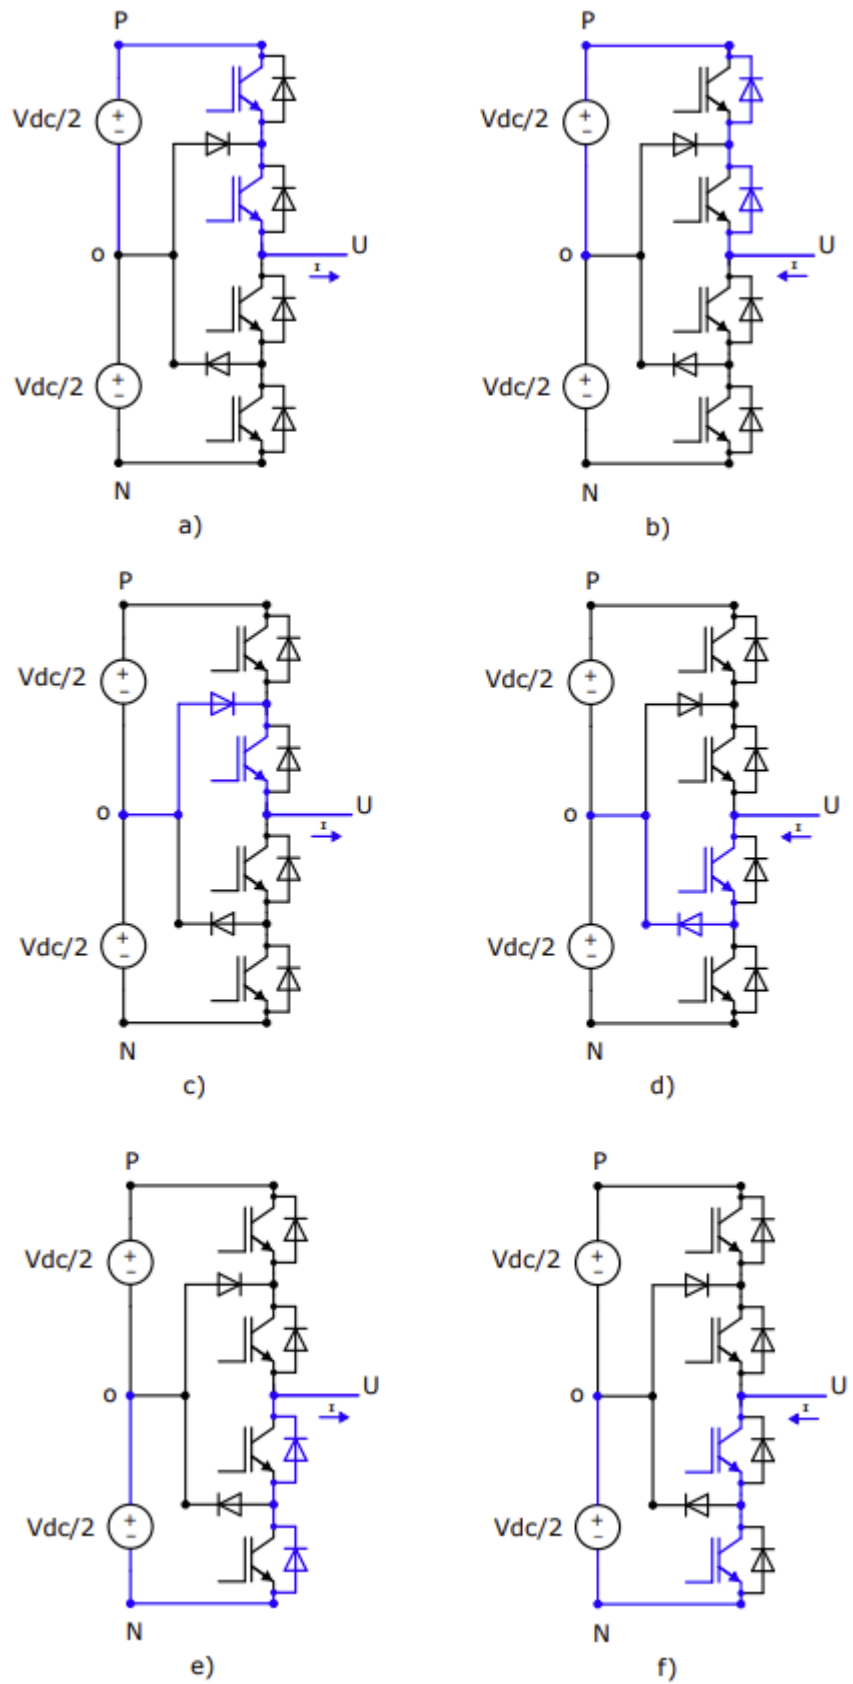 P P
Vdc/2 + − Vdc/2 + −
o U o U
I I
Vdc/2 + − Vdc/2 + −
N N
a) b)
P P
Vdc/2 + − Vdc/2 + −
o U o U
I I
Vdc/2 + − Vdc/2 + −
N N
c) d)
P P
Vdc/2 + − Vdc/2 + −
o U o U
I I
Vdc/2 + − Vdc/2 + −
N N
e) f)